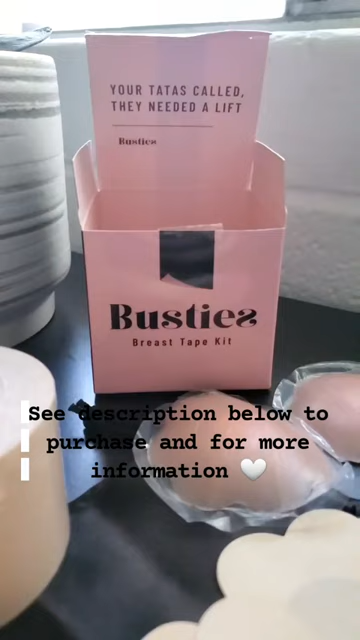 YOUR TATAS CALLED,
THEY NEEDED A LIFT
Busties
Busties
Breast Tape Kit
See description below to
purchase and for more
information 🤍